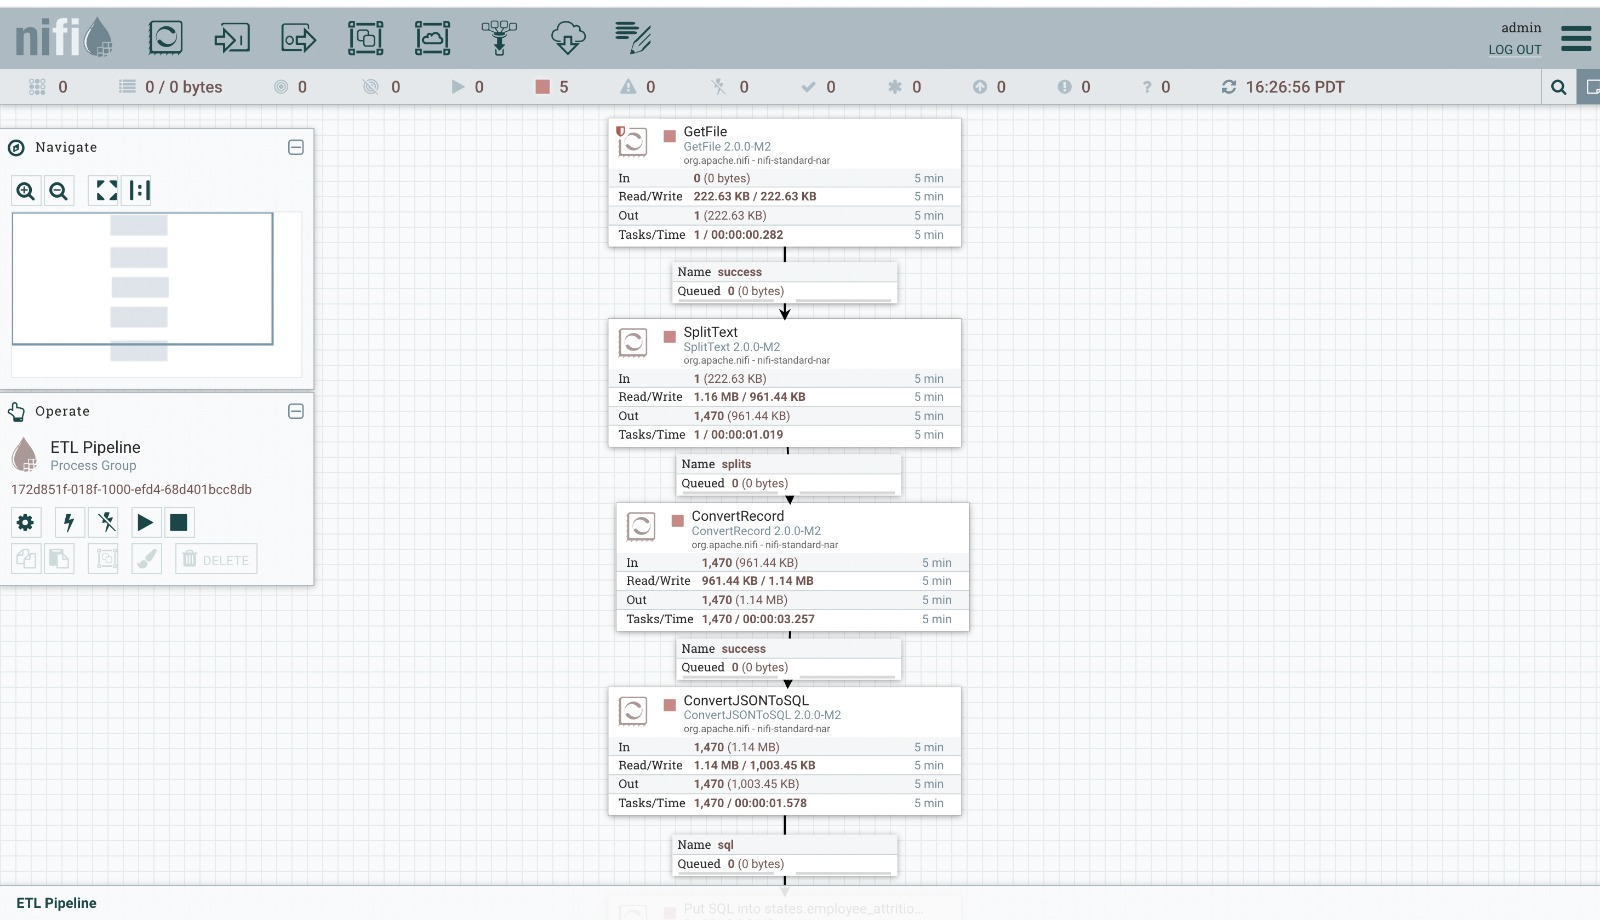 nifi
admin
LOG OUT
0 0 / 0 bytes 0 0 0 5 0 0 0 0 0 0 ? 0 16:26:56 PDT
Navigate
Operate
ETL Pipeline
Process Group
172d851f-018f-1000-efd4-68d401bcc8db
DELETE
GetFile
GetFile 2.0.0-M2
org.apache.nifi - nifi-standard-nar
In 0 (0 bytes) 5 min
Read/Write 222.63 KB / 222.63 KB 5 min
Out 1 (222.63 KB) 5 min
Tasks/Time 1 / 00:00:00.282 5 min
Name success
Queued 0 (0 bytes)
SplitText
SplitText 2.0.0-M2
org.apache.nifi - nifi-standard-nar
In 1 (222.63 KB) 5 min
Read/Write 1.16 MB / 961.44 KB 5 min
Out 1,470 (961.44 KB) 5 min
Tasks/Time 1 / 00:00:01.019 5 min
Name splits
Queued 0 (0 bytes)
ConvertRecord
ConvertRecord 2.0.0-M2
org.apache.nifi - nifi-standard-nar
In 1,470 (961.44 KB) 5 min
Read/Write 961.44 KB / 1.14 MB 5 min
Out 1,470 (1.14 MB) 5 min
Tasks/Time 1,470 / 00:00:03.257 5 min
Name success
Queued 0 (0 bytes)
ConvertJSONToSQL
ConvertJSONToSQL 2.0.0-M2
org.apache.nifi - nifi-standard-nar
In 1,470 (1.14 MB) 5 min
Read/Write 1.14 MB / 1,003.45 KB 5 min
Out 1,470 (1,003.45 KB) 5 min
Tasks/Time 1,470 / 00:00:01.578 5 min
Name sql
Queued 0 (0 bytes)
Put SQL into states.employee_attritio...
ETL Pipeline